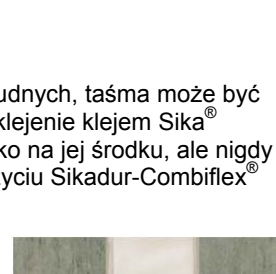 udnych, taśma może być
klejenie klejem Sika®
ko na jej środku, ale nigdy
yciu Sikadur-Combiflex®